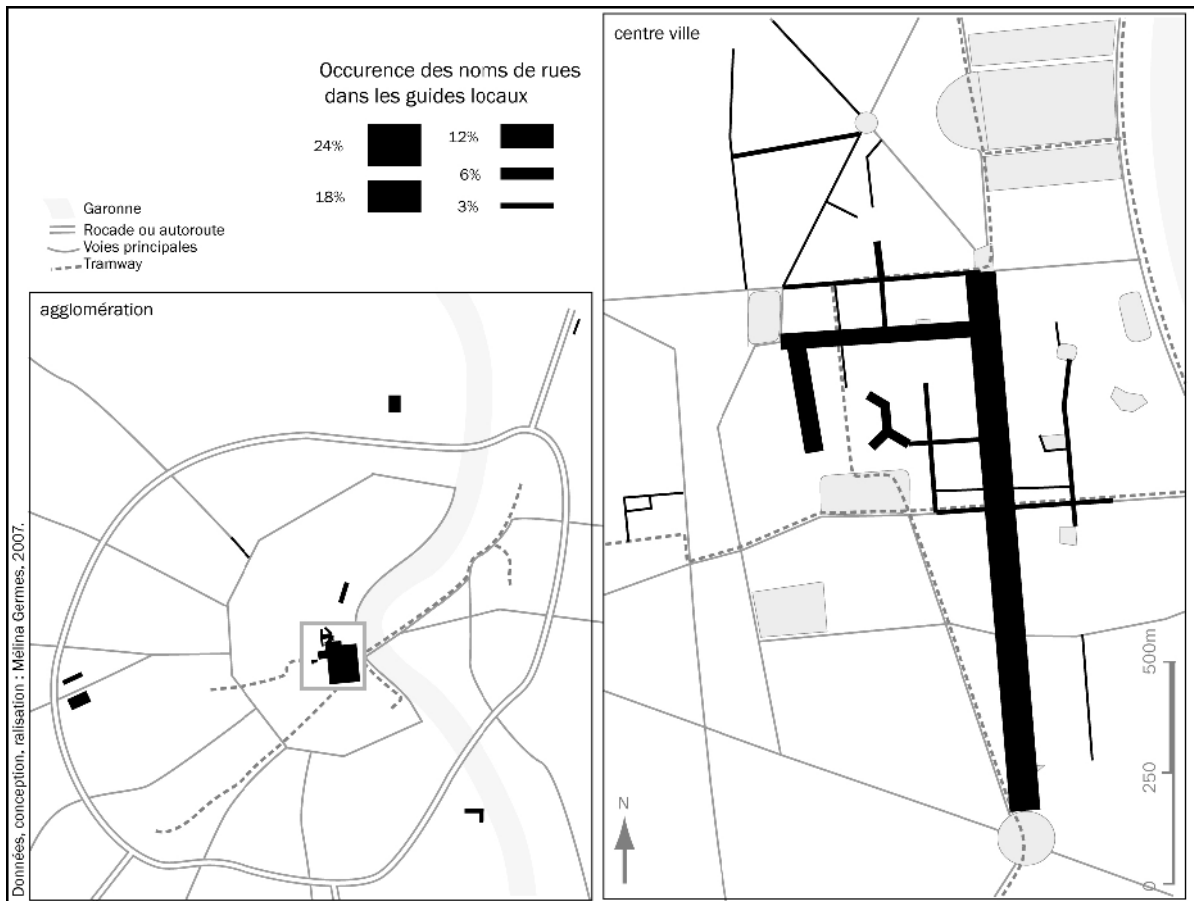 Occurence des noms de rues
dans les guides locaux
24%
12%
18%
6%
3%
Garonne
Rocade ou autoroute
Voies principales
Tramway
agglomération
centre ville
N
500m
250
0
Données, conception, ralisation : Mélina Germes, 2007.